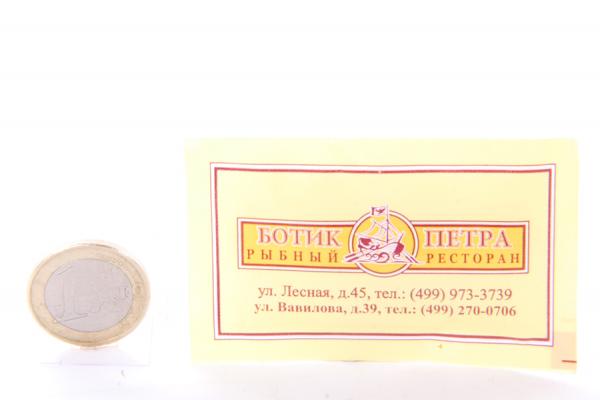 БОТИК ПЕТРА
РЫБНЫЙ РЕСТОРАН
ул. Лесная, д.45, тел.: (499) 973-3739
ул. Вавилова, д.39, тел.: (499) 270-0706